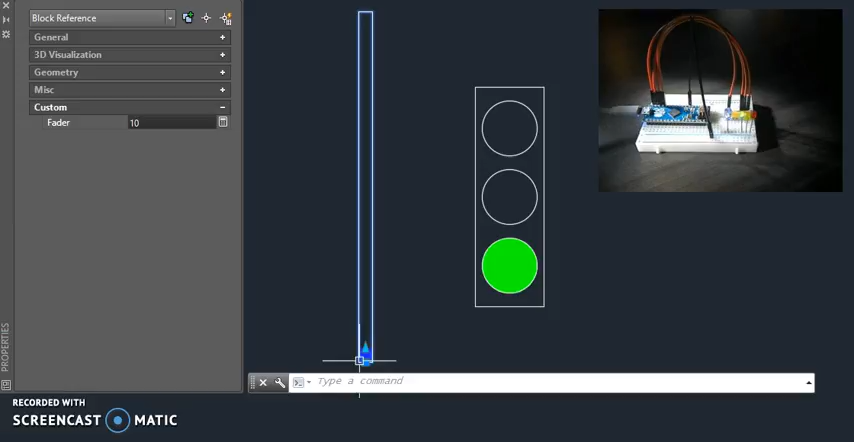 Block Reference
General
3D Visualization
Geometry
Misc
Custom
Fader 10
PROPERTIES
Type a command
RECORDED WITH
SCREENCAST MATIC